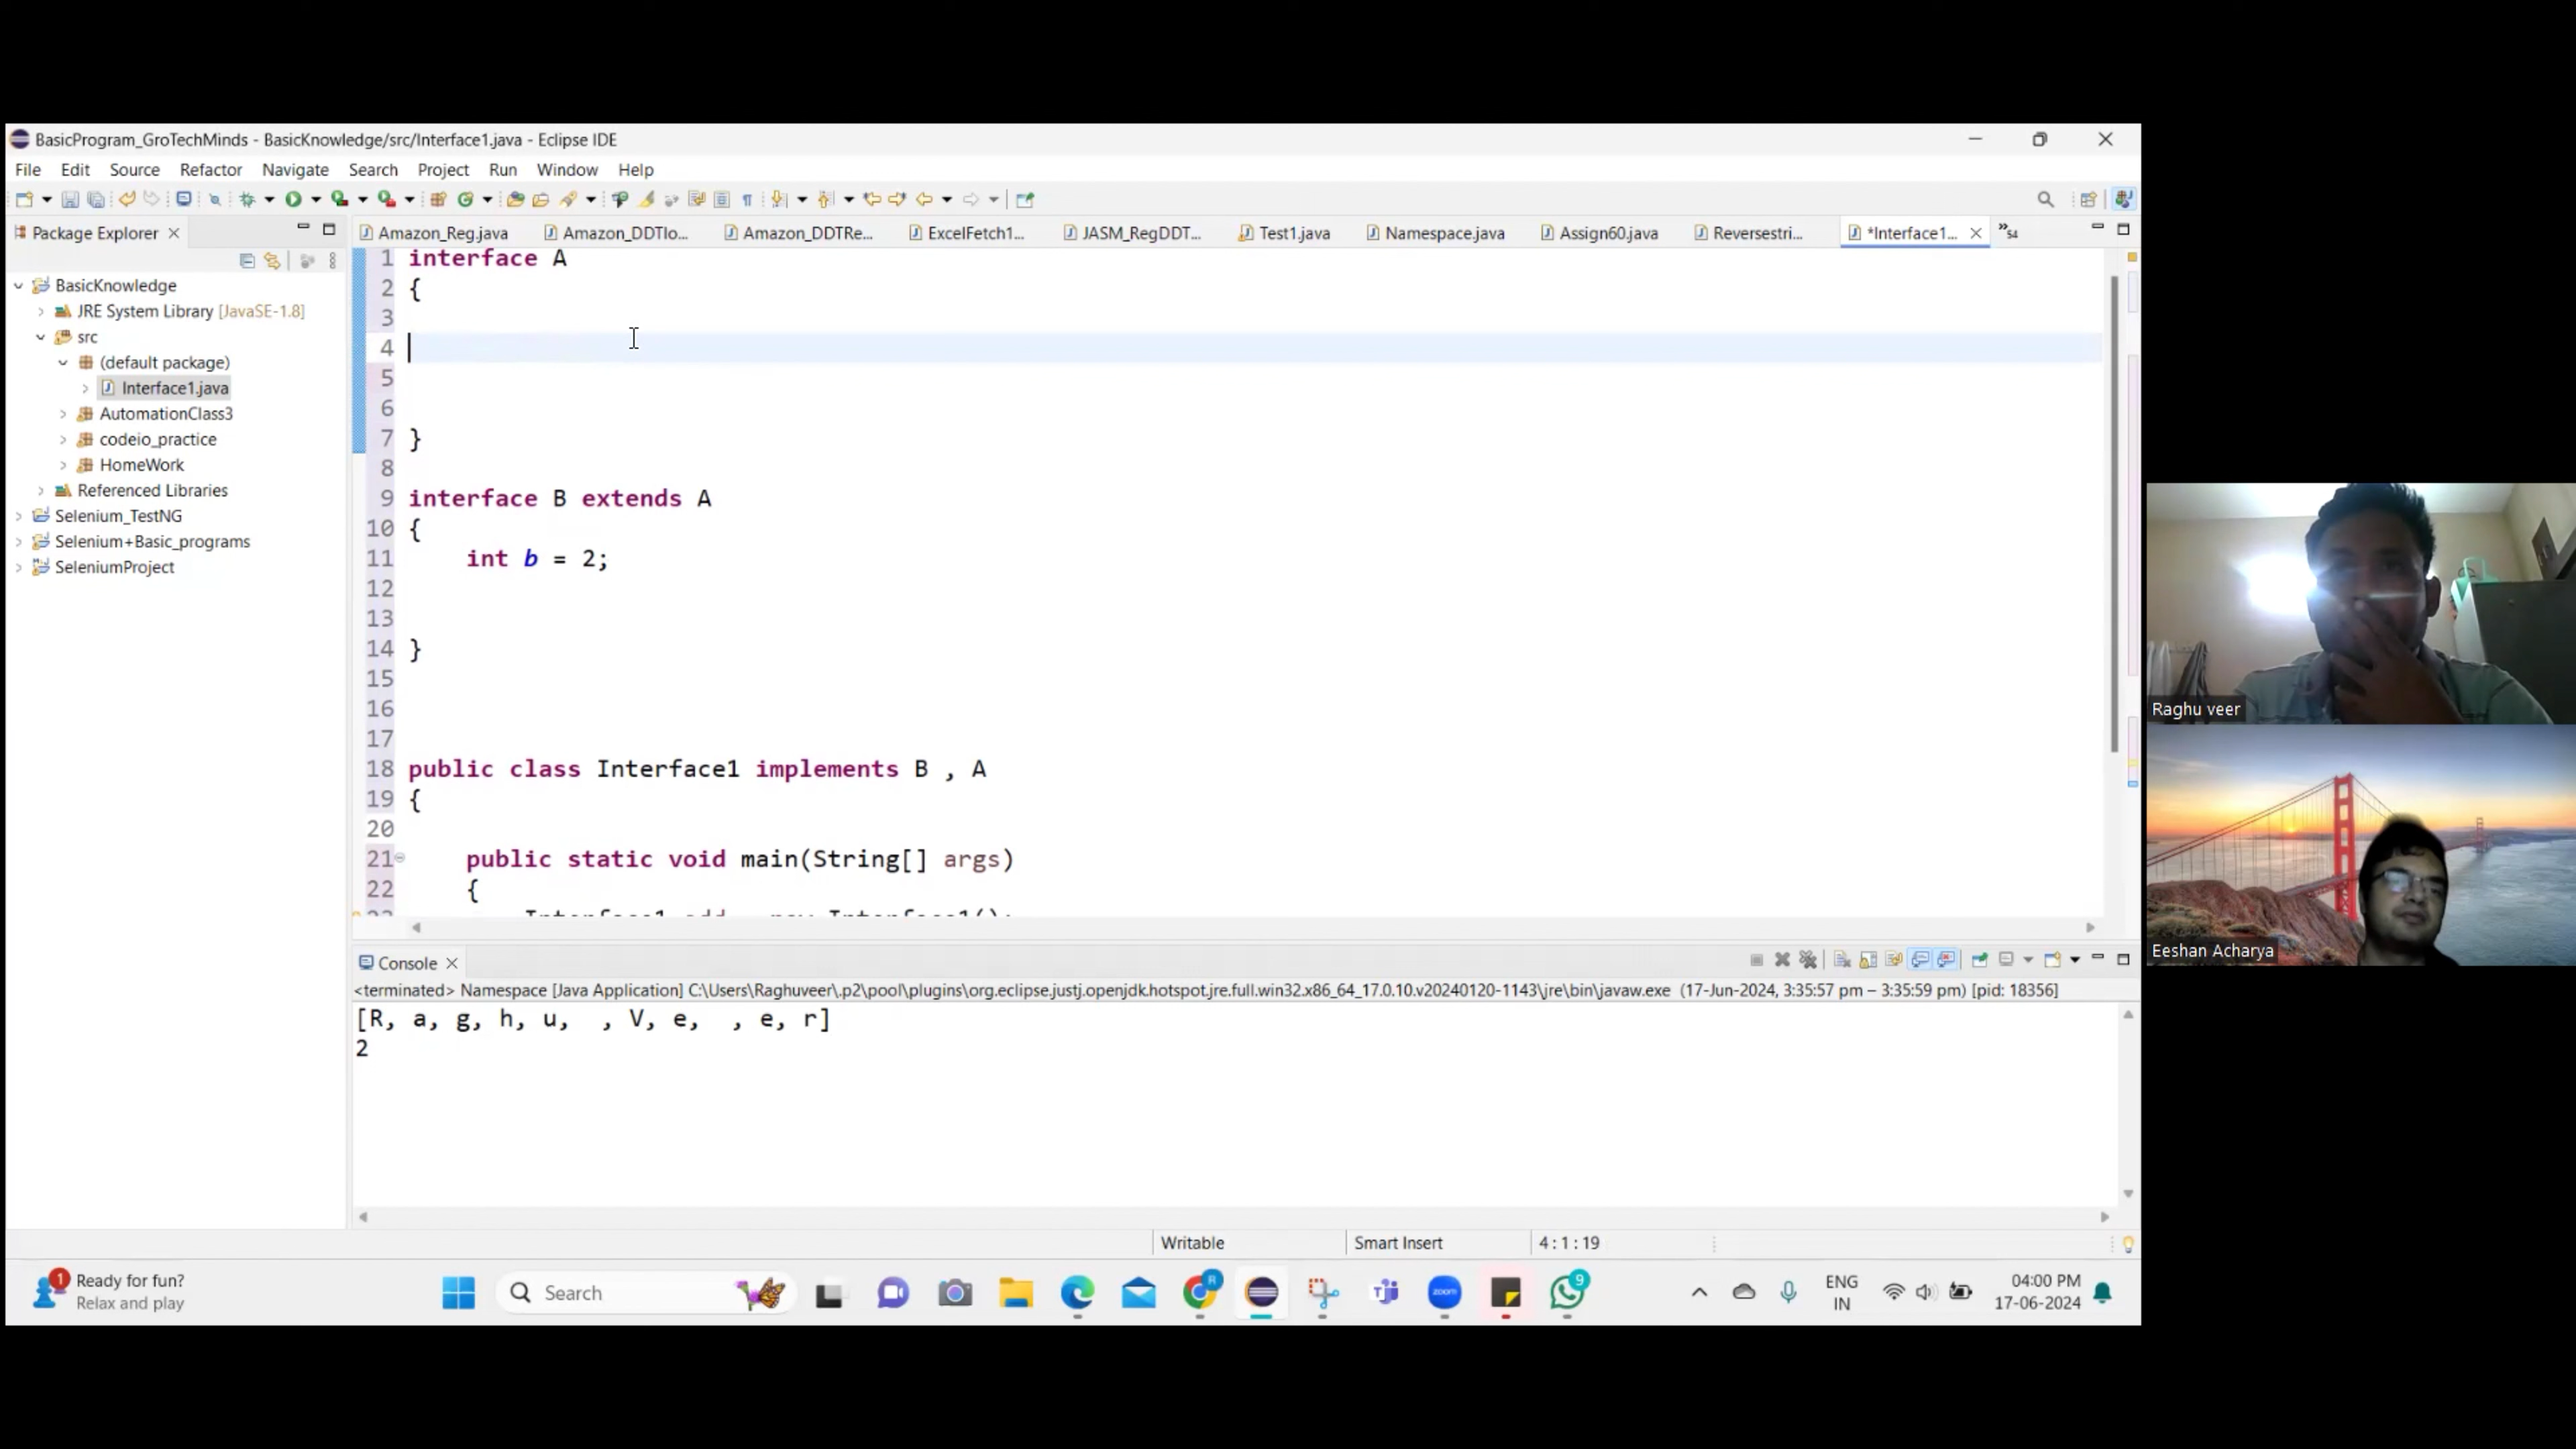 BasicProgram_GroTechMinds - BasicKnowledge/src/Interface1.java - Eclipse IDE
File Edit Source Refactor Navigate Search Project Run Window Help
Package Explorer
Amazon_Reg.java Amazon_DDTlo... Amazon_DDTRe... ExcelFetch1... JASM_RegDDT... Test1.java Namespace.java Assign60.java Reversestri... *Interface1... »54
BasicKnowledge
JRE System Library [JavaSE-1.8]
src
(default package)
Interface1.java
AutomationClass3
codeio_practice
HomeWork
Referenced Libraries
Selenium_TestNG
Selenium+Basic_programs
SeleniumProject
1 interface A
2 {
3
4
5
6
7 }
8
9 interface B extends A
10 {
11 int b = 2;
12
13
14 }
15
16
17
18 public class Interface1 implements B , A
19 {
20
21 public static void main(String[] args)
22 {
Console
<terminated> Namespace [Java Application] C:\Users\Raghuveer\.p2\pool\plugins\org.eclipse.justj.openjdk.hotspot.jre.full.win32.x86_64_17.0.10.v20240120-1143\jre\bin\javaw.exe (17-Jun-2024, 3:35:57 pm – 3:35:59 pm) [pid: 18356]
[R, a, g, h, u,  , V, e,  , e, r]
2
Writable Smart Insert 4 : 1 : 19
1
Ready for fun?
Relax and play
Search
R
zoom
9
ENG
IN
04:00 PM
17-06-2024
Raghu veer
Eeshan Acharya